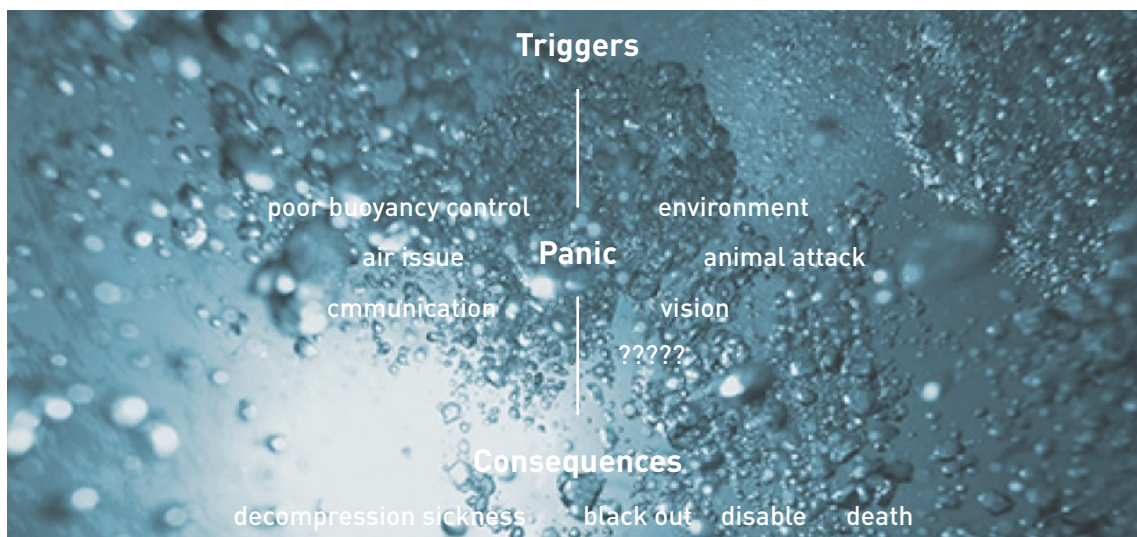 Triggers
poor buoyancy control environment
air issue Panic animal attack
cmmunication vision
?????
Consequences
decompression sickness black out disable death